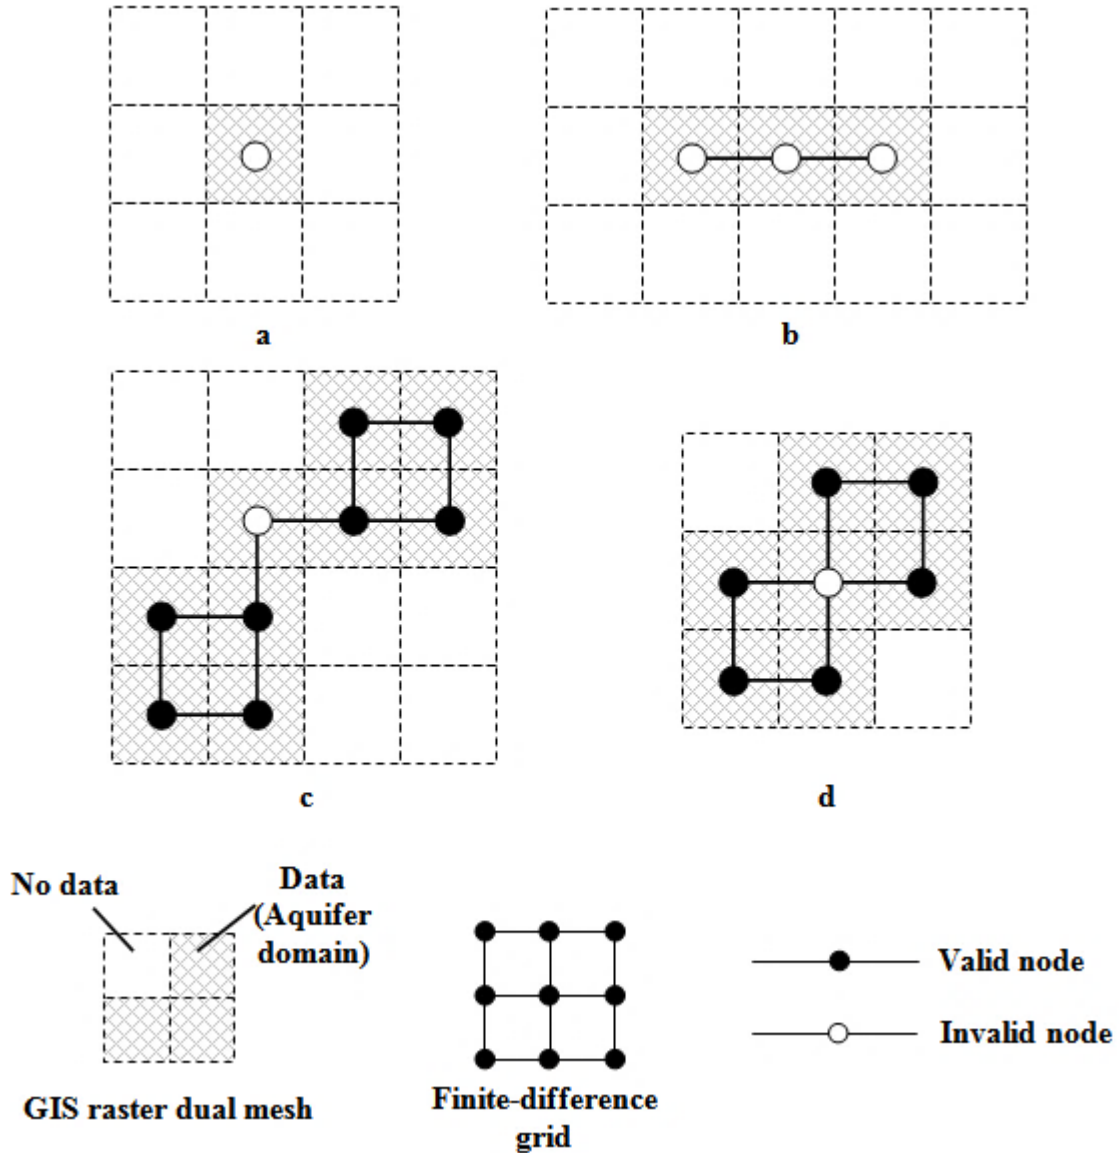 a
b
c
d
No data
Data
(Aquifer
domain)
GIS raster dual mesh
Finite-difference
grid
Valid node
Invalid node